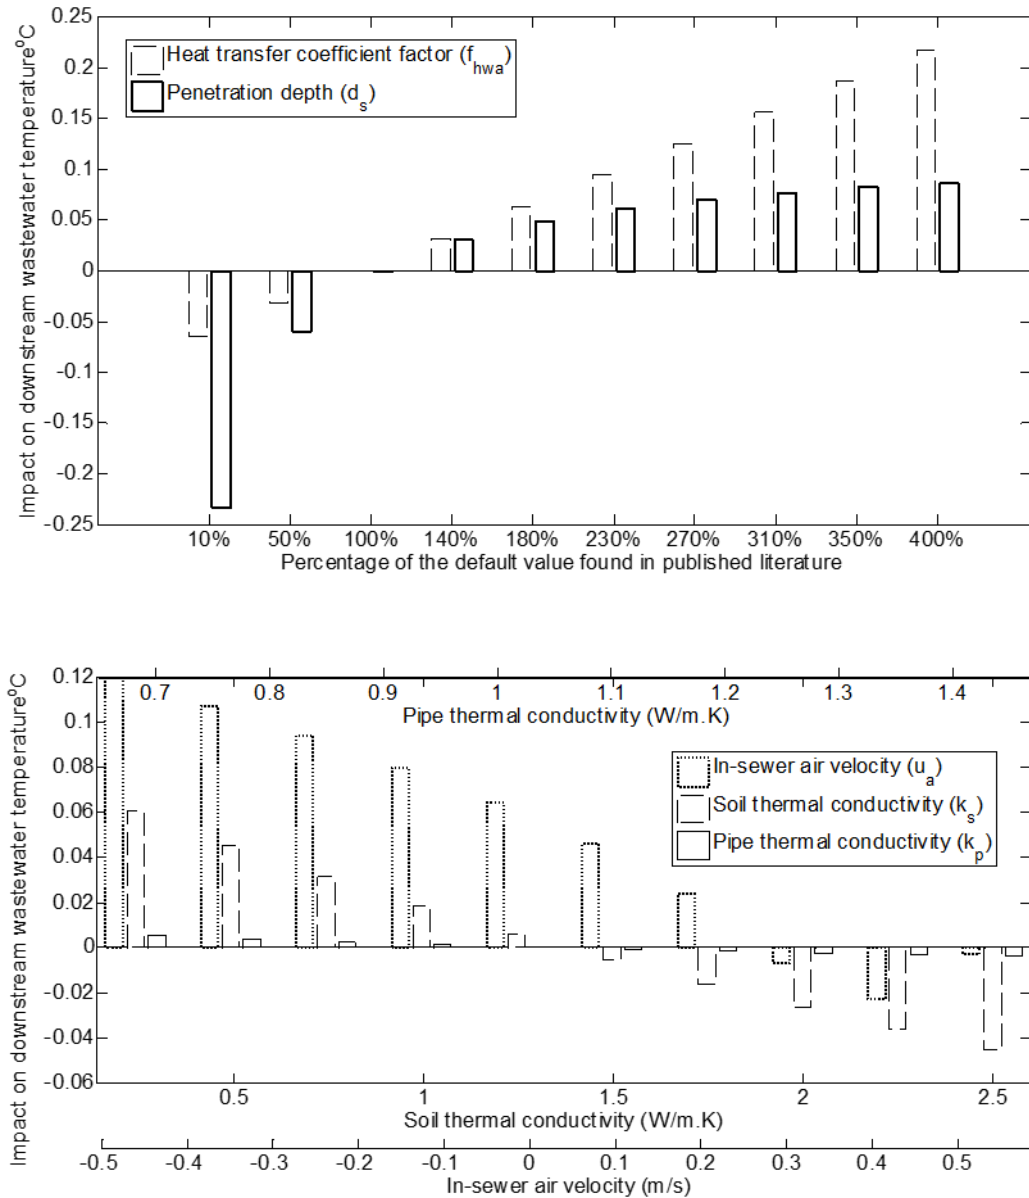 Impact on downstream wastewater temperature°C
0.25
0.2
0.15
0.1
0.05
0
-0.05
-0.1
-0.15
-0.2
-0.25
Heat transfer coefficient factor (f_hwa)
Penetration depth (d_s)
10% 50% 100% 140% 180% 230% 270% 310% 350% 400%
Percentage of the default value found in published literature
Impact on downstream wastewater temperature°C
0.12
0.1
0.08
0.06
0.04
0.02
0
-0.02
-0.04
-0.06
0.7 0.8 0.9 1 1.1 1.2 1.3 1.4
Pipe thermal conductivity (W/m.K)
In-sewer air velocity (u_a)
Soil thermal conductivity (k_s)
Pipe thermal conductivity (k_p)
0.5 1 1.5 2 2.5
Soil thermal conductivity (W/m.K)
-0.5 -0.4 -0.3 -0.2 -0.1 0 0.1 0.2 0.3 0.4 0.5
In-sewer air velocity (m/s)